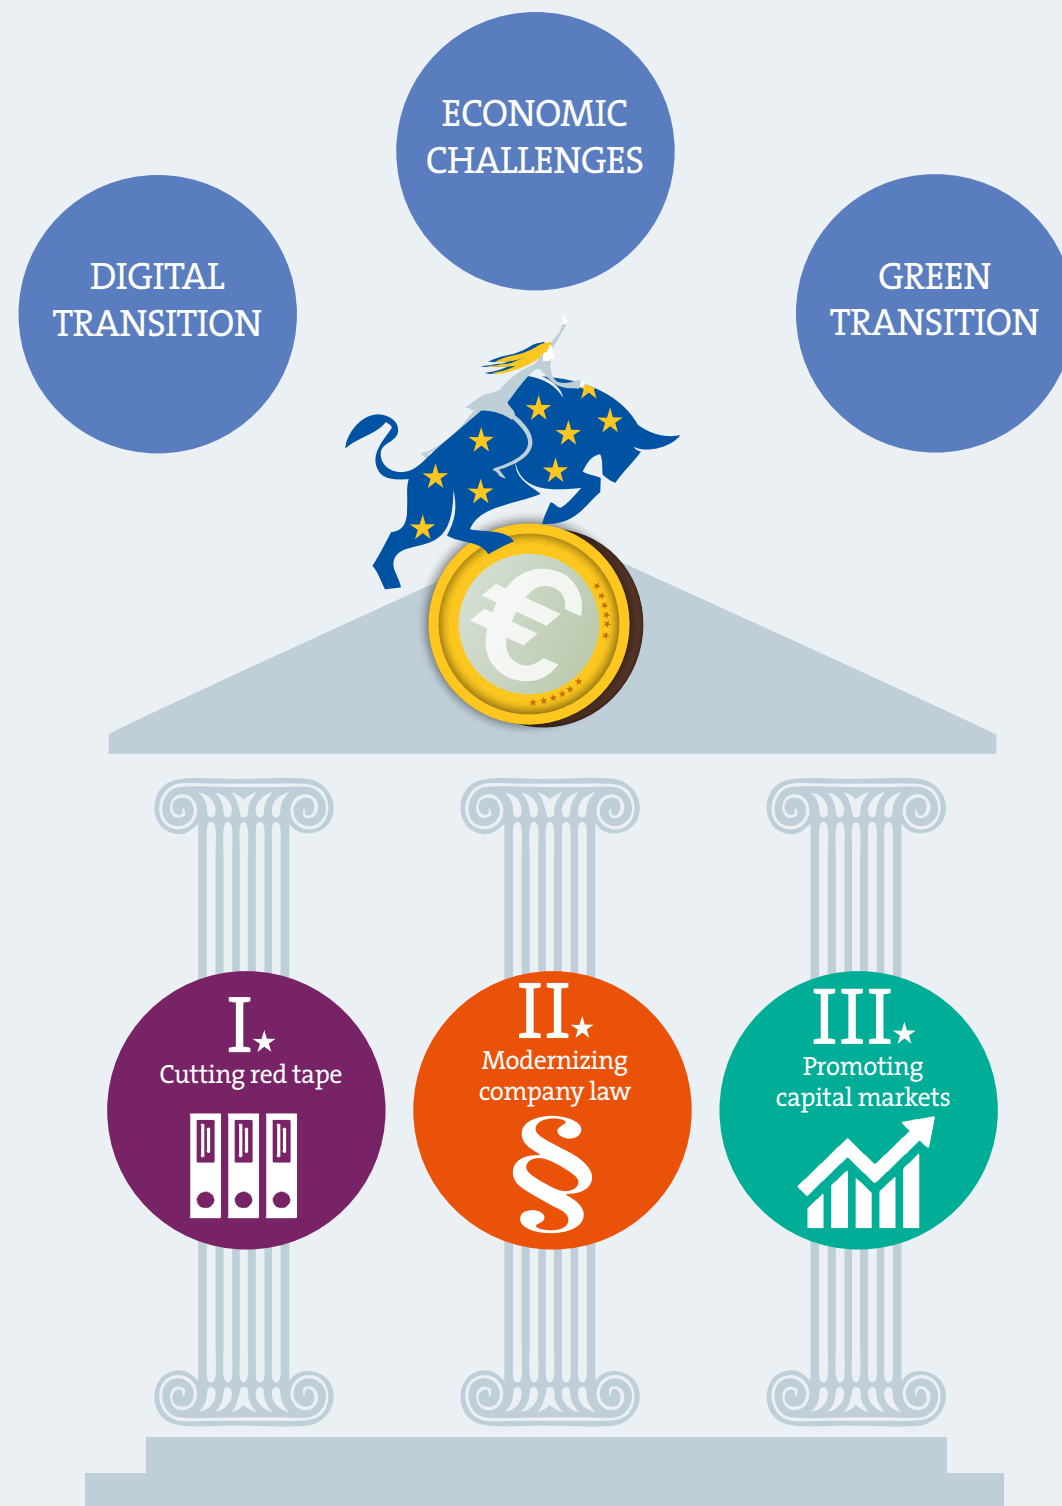 ECONOMIC
CHALLENGES
DIGITAL
TRANSITION
GREEN
TRANSITION
€
I.
Cutting red tape
II.
Modernizing
company law
§
III.
Promoting
capital markets